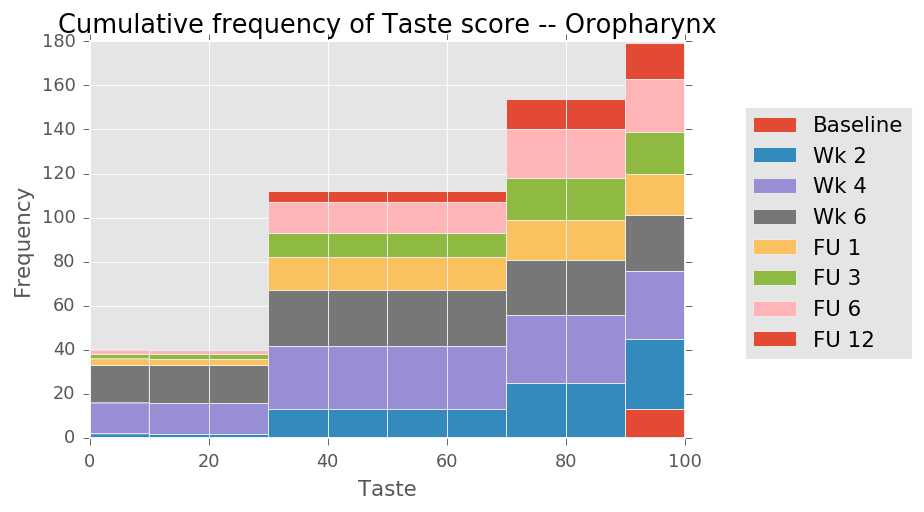 Cumulative frequency of Taste score -- Oropharynx
180
160
140
120
100
80
60
40
20
0
Frequency
0 20 40 60 80 100
Taste
Baseline
Wk 2
Wk 4
Wk 6
FU 1
FU 3
FU 6
FU 12